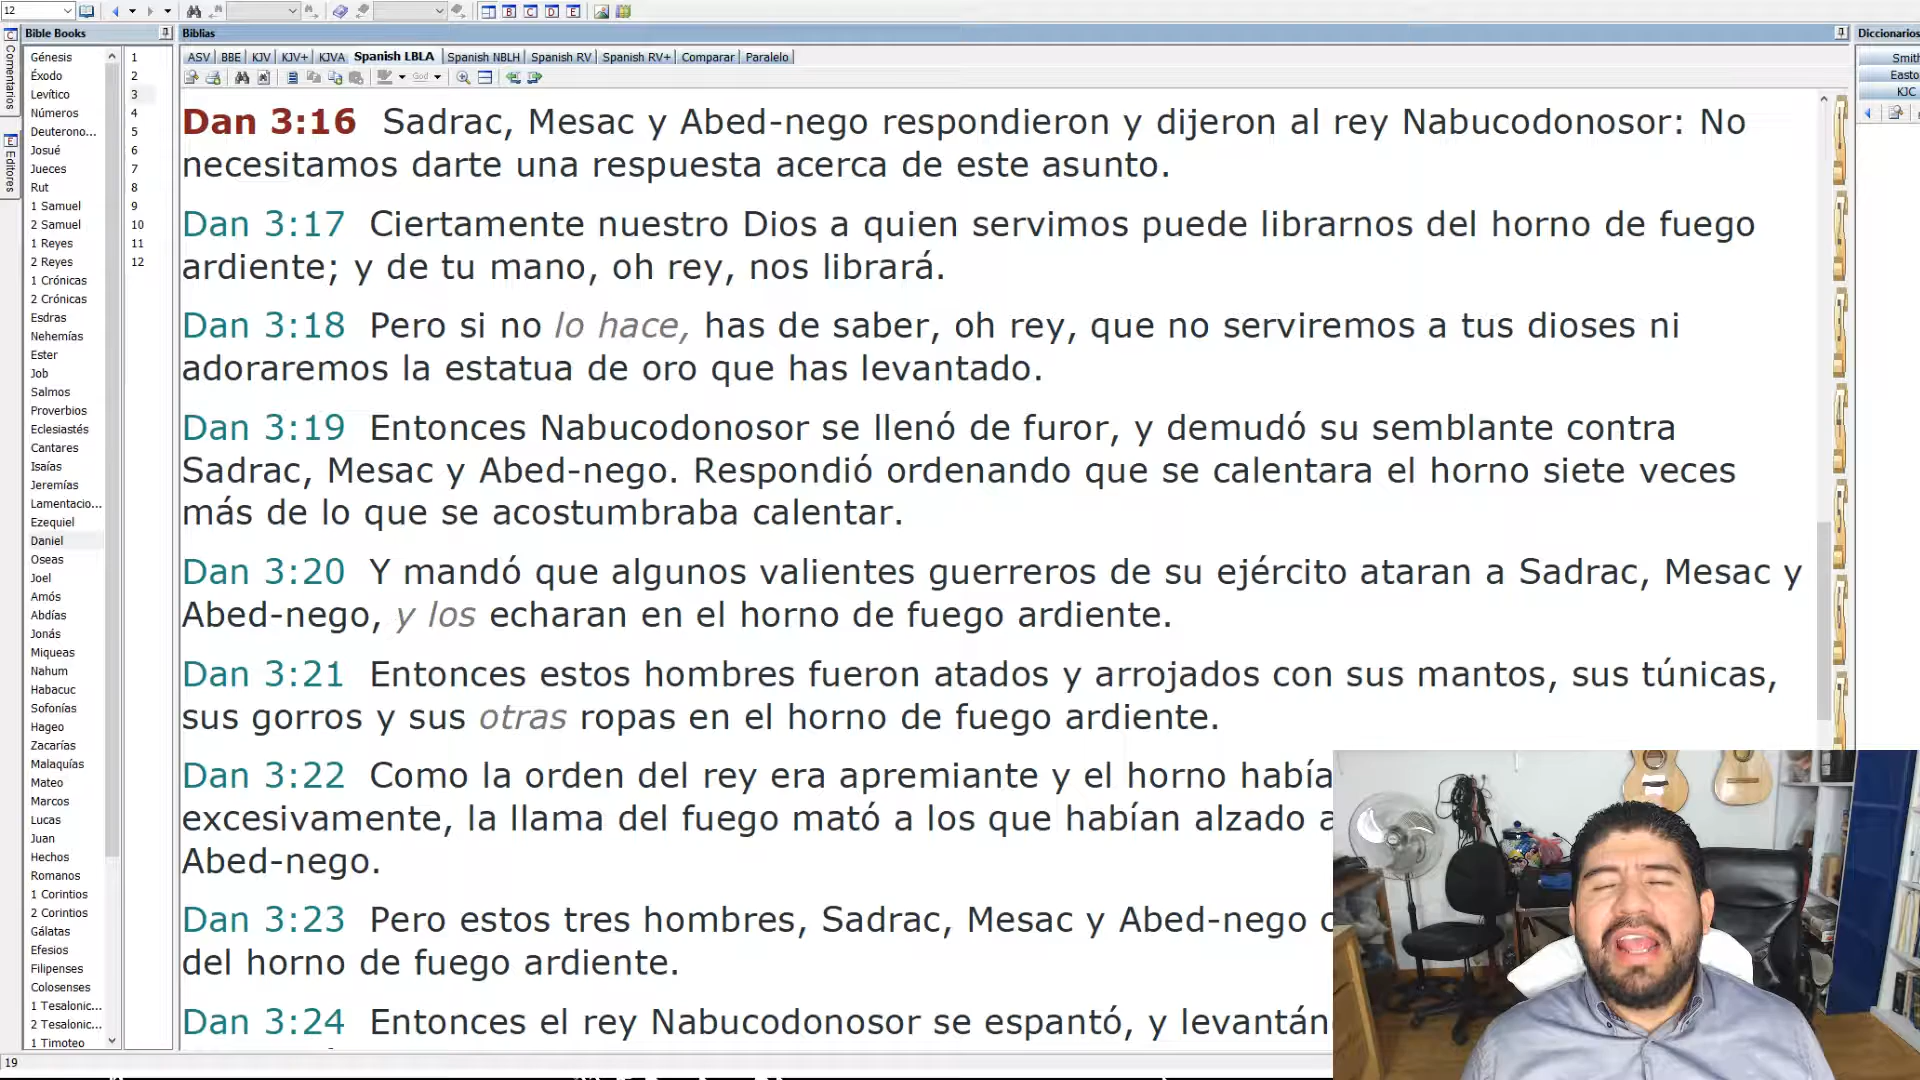 12
Bible Books
Biblias
Diccionarios
Comentarios
Editores
ASV BBE KJV KJV+ KJVA Spanish LBLA Spanish NBLH Spanish RV Spanish RV+ Comparar Paralelo
Smith
Easto
KJC
Génesis
Éxodo
Levítico
Números
Deuterono...
Josué
Jueces
Rut
1 Samuel
2 Samuel
1 Reyes
2 Reyes
1 Crónicas
2 Crónicas
Esdras
Nehemías
Ester
Job
Salmos
Proverbios
Eclesiastés
Cantares
Isaías
Jeremías
Lamentacio...
Ezequiel
Daniel
Oseas
Joel
Amós
Abdías
Jonás
Miqueas
Nahum
Habacuc
Sofonías
Hageo
Zacarías
Malaquías
Mateo
Marcos
Lucas
Juan
Hechos
Romanos
1 Corintios
2 Corintios
Gálatas
Efesios
Filipenses
Colosenses
1 Tesalonic...
2 Tesalonic...
1 Timoteo
1
2
3
4
5
6
7
8
9
10
11
12
Dan 3:16 Sadrac, Mesac y Abed-nego respondieron y dijeron al rey Nabucodonosor: No
necesitamos darte una respuesta acerca de este asunto.
Dan 3:17 Ciertamente nuestro Dios a quien servimos puede librarnos del horno de fuego
ardiente; y de tu mano, oh rey, nos librará.
Dan 3:18 Pero si no lo hace, has de saber, oh rey, que no serviremos a tus dioses ni
adoraremos la estatua de oro que has levantado.
Dan 3:19 Entonces Nabucodonosor se llenó de furor, y demudó su semblante contra
Sadrac, Mesac y Abed-nego. Respondió ordenando que se calentara el horno siete veces
más de lo que se acostumbraba calentar.
Dan 3:20 Y mandó que algunos valientes guerreros de su ejército ataran a Sadrac, Mesac y
Abed-nego, y los echaran en el horno de fuego ardiente.
Dan 3:21 Entonces estos hombres fueron atados y arrojados con sus mantos, sus túnicas,
sus gorros y sus otras ropas en el horno de fuego ardiente.
Dan 3:22 Como la orden del rey era apremiante y el horno había
excesivamente, la llama del fuego mató a los que habían alzado a
Abed-nego.
Dan 3:23 Pero estos tres hombres, Sadrac, Mesac y Abed-nego
del horno de fuego ardiente.
Dan 3:24 Entonces el rey Nabucodonosor se espantó, y levantán
19